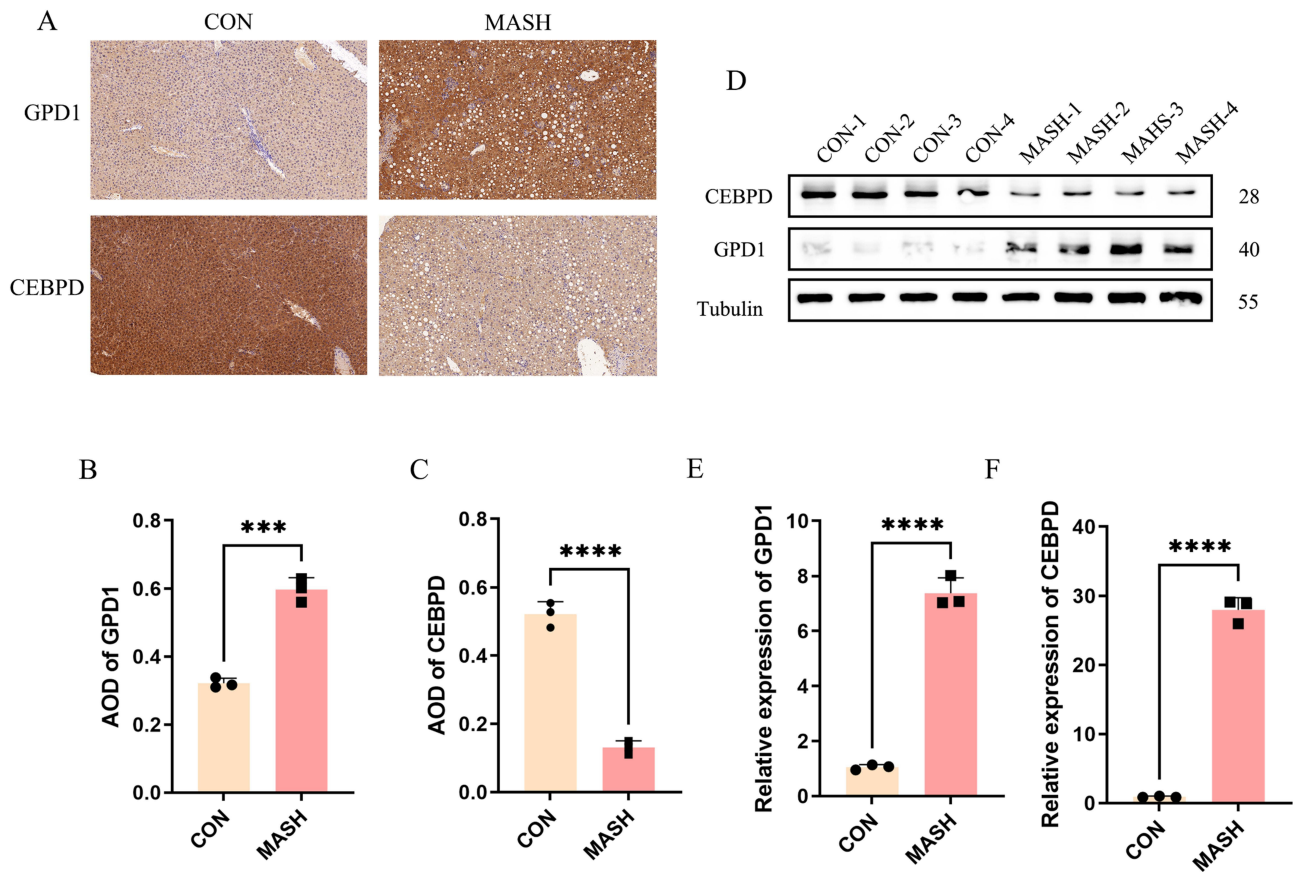 A
CON
MASH
GPD1
CEBPD
D
CON-1
CON-2
CON-3
CON-4
MASH-1
MASH-2
MAHS-3
MASH-4
CEBPD
28
GPD1
40
Tubulin
55
B
AOD of GPD1
0.8
0.6
0.4
0.2
0.0
***
CON
MASH
C
AOD of CEBPD
0.8
0.6
0.4
0.2
0.0
****
CON
MASH
E
Relative expression of GPD1
10
8
6
4
2
0
****
CON
MASH
F
Relative expression of CEBPD
40
30
20
10
0
****
CON
MASH